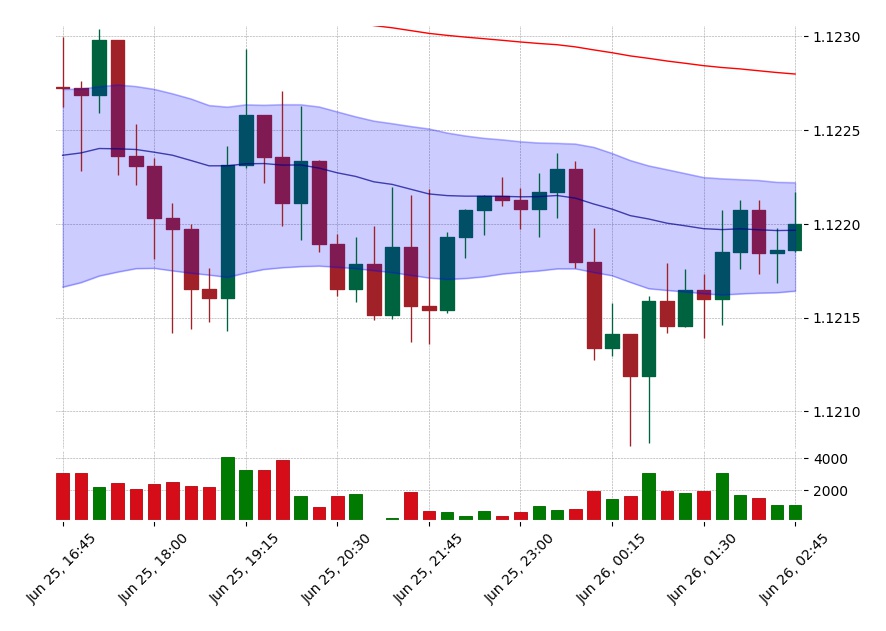 1.1230
1.1225
1.1220
1.1215
1.1210
4000
2000
Jun 25, 16:45
Jun 25, 18:00
Jun 25, 19:15
Jun 25, 20:30
Jun 25, 21:45
Jun 25, 23:00
Jun 26, 00:15
Jun 26, 01:30
Jun 26, 02:45